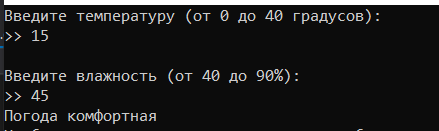 Введите температуру (от 0 до 40 градусов):
>> 15
Введите влажность (от 40 до 90%):
>> 45
Погода комфортная